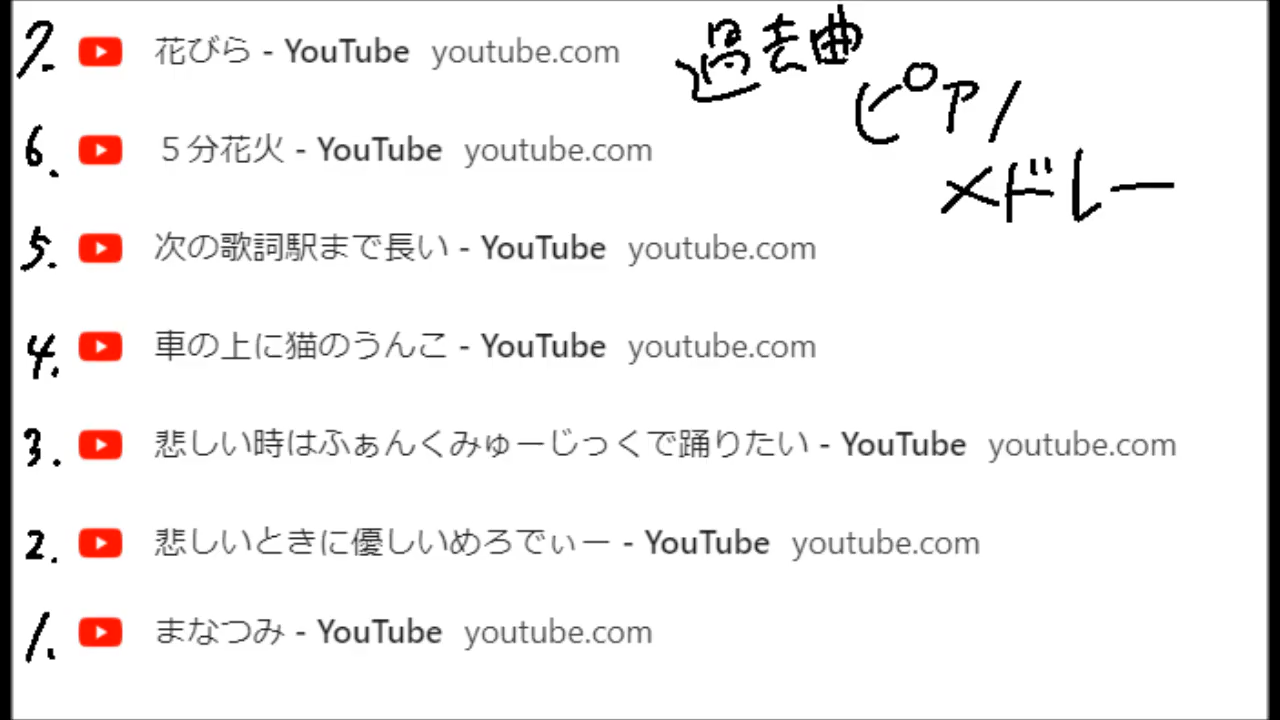 7. 花びら - YouTube youtube.com
過去曲
ピアノ
メドレー
6. 5分花火 - YouTube youtube.com
5. 次の歌詞駅まで長い - YouTube youtube.com
4. 車の上に猫のうんこ - YouTube youtube.com
3. 悲しい時はふぁんくみゅーじっくで踊りたい - YouTube youtube.com
2. 悲しいときに優しいめろでぃー - YouTube youtube.com
1. まなつみ - YouTube youtube.com